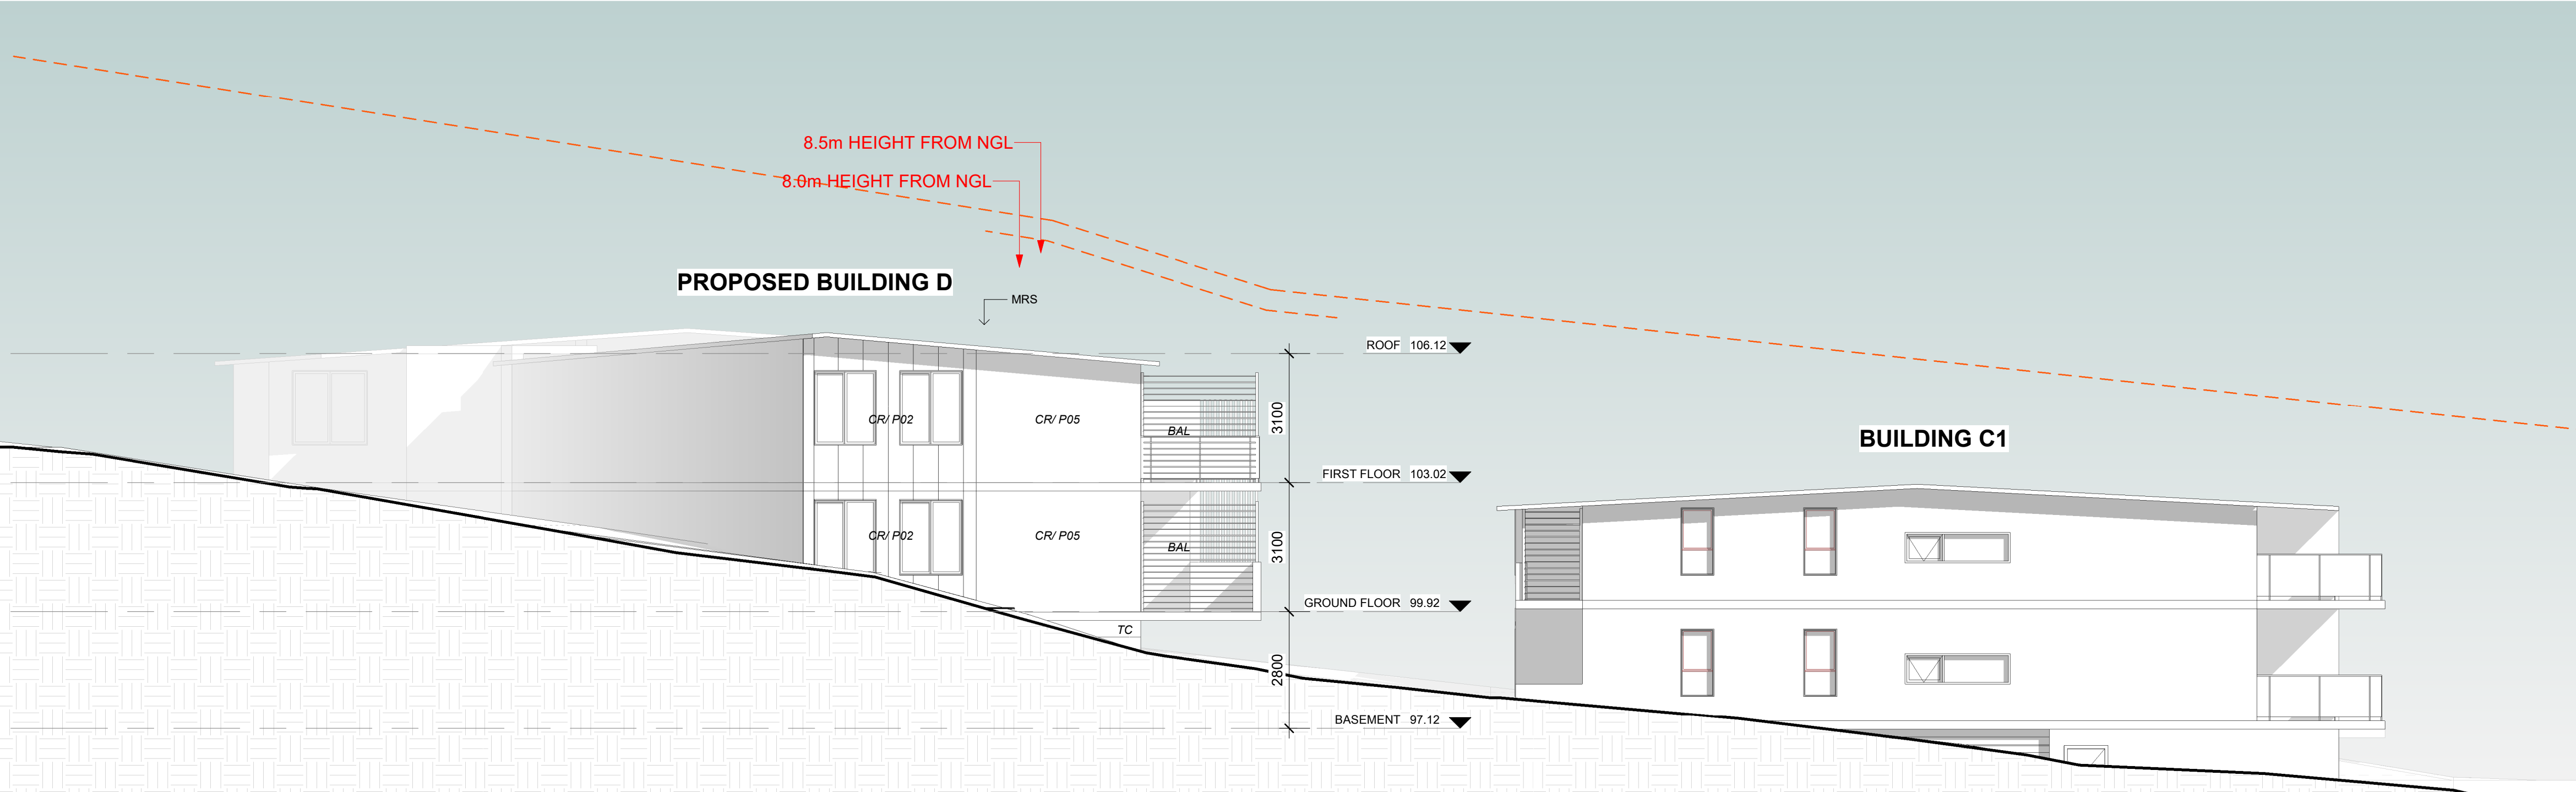 8.5m HEIGHT FROM NGL
8.0m HEIGHT FROM NGL
PROPOSED BUILDING D
MRS
ROOF 106.12
CR/ P02
CR/ P05
BAL
3100
BUILDING C1
FIRST FLOOR 103.02
CR/ P02
CR/ P05
BAL
3100
GROUND FLOOR 99.92
TC
2800
BASEMENT 97.12